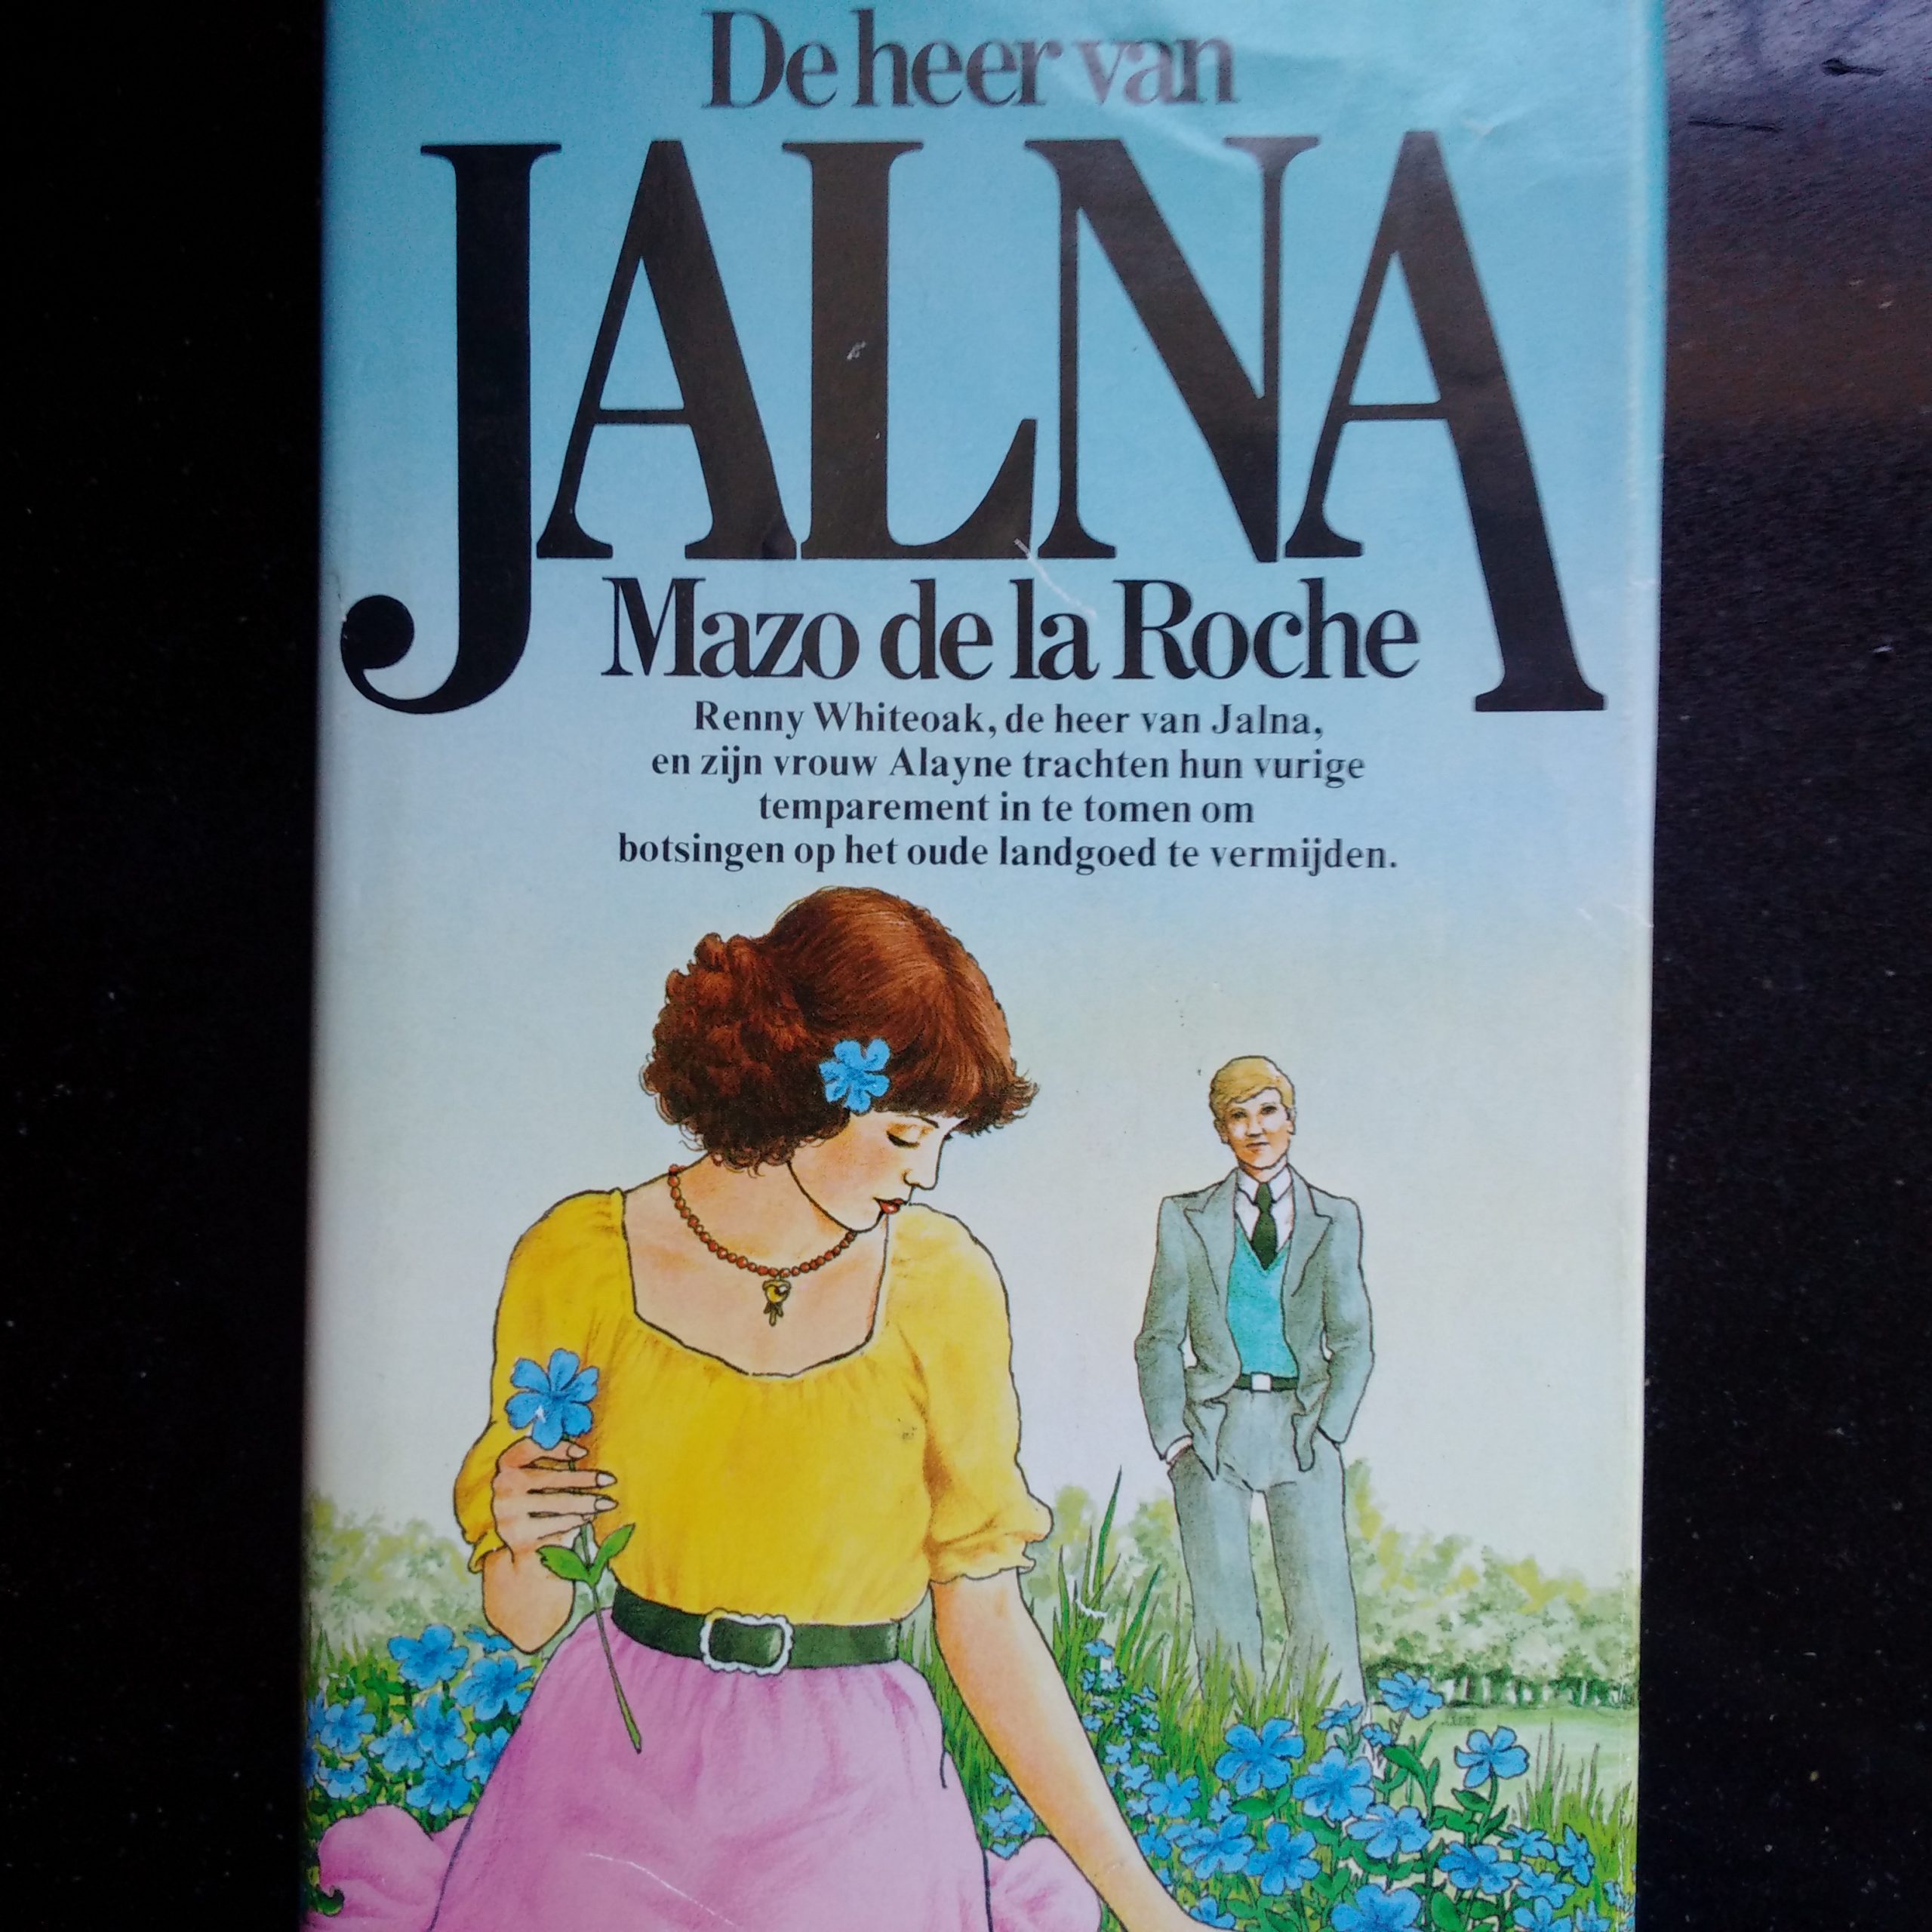 De heer van
JALNA
Mazo de la Roche
Renny Whiteoak, de heer van Jalna,
en zijn vrouw Alayne trachten hun vurige
temparement in te tomen om
botsingen op het oude landgoed te vermijden.